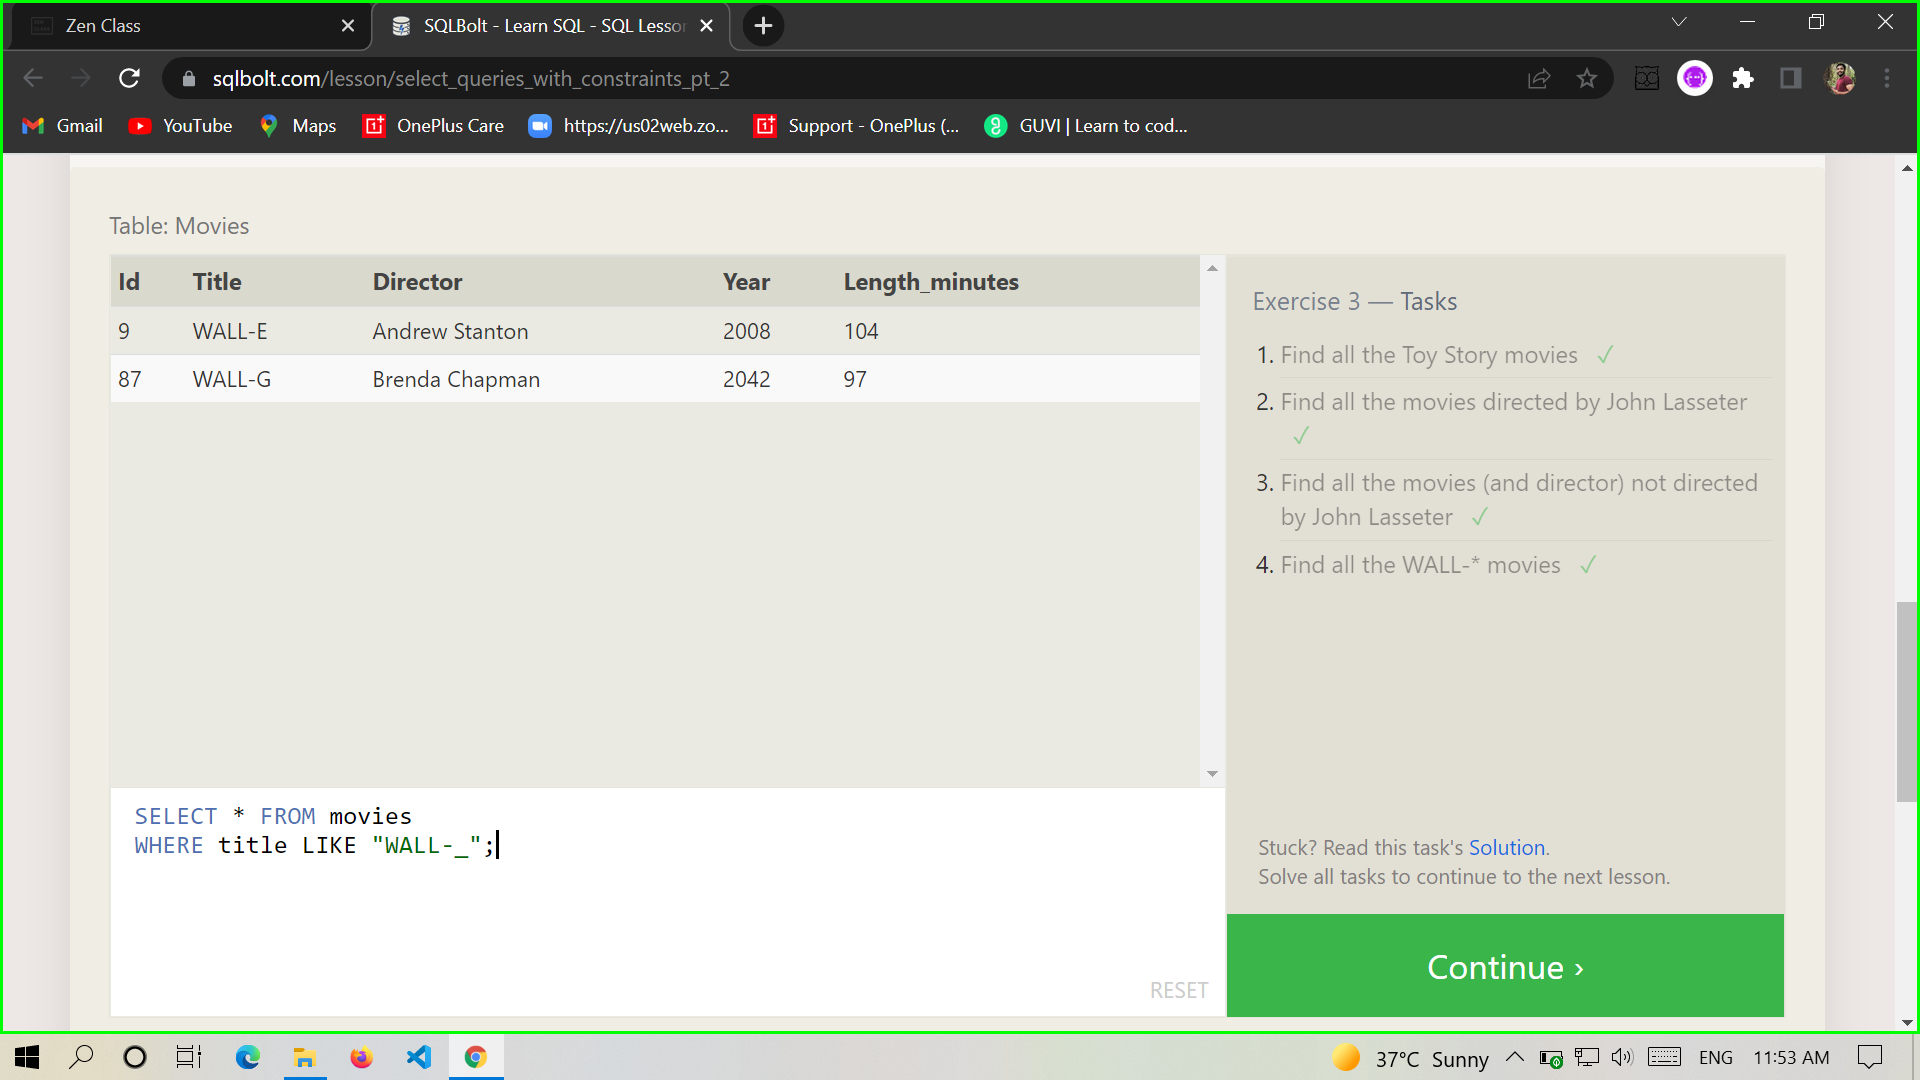 Zen Class
SQLBolt - Learn SQL - SQL Lesso
sqlbolt.com/lesson/select_queries_with_constraints_pt_2
Gmail YouTube Maps OnePlus Care https://us02web.zo... Support - OnePlus (... GUVI | Learn to cod...
Table: Movies
Id Title Director Year Length_minutes
9 WALL-E Andrew Stanton 2008 104
87 WALL-G Brenda Chapman 2042 97
SELECT * FROM movies
WHERE title LIKE "WALL-_";
RESET
Exercise 3 — Tasks
1. Find all the Toy Story movies ✓
2. Find all the movies directed by John Lasseter
✓
3. Find all the movies (and director) not directed
by John Lasseter ✓
4. Find all the WALL-* movies ✓
Stuck? Read this task's Solution.
Solve all tasks to continue to the next lesson.
Continue ›
37°C Sunny ENG 11:53 AM